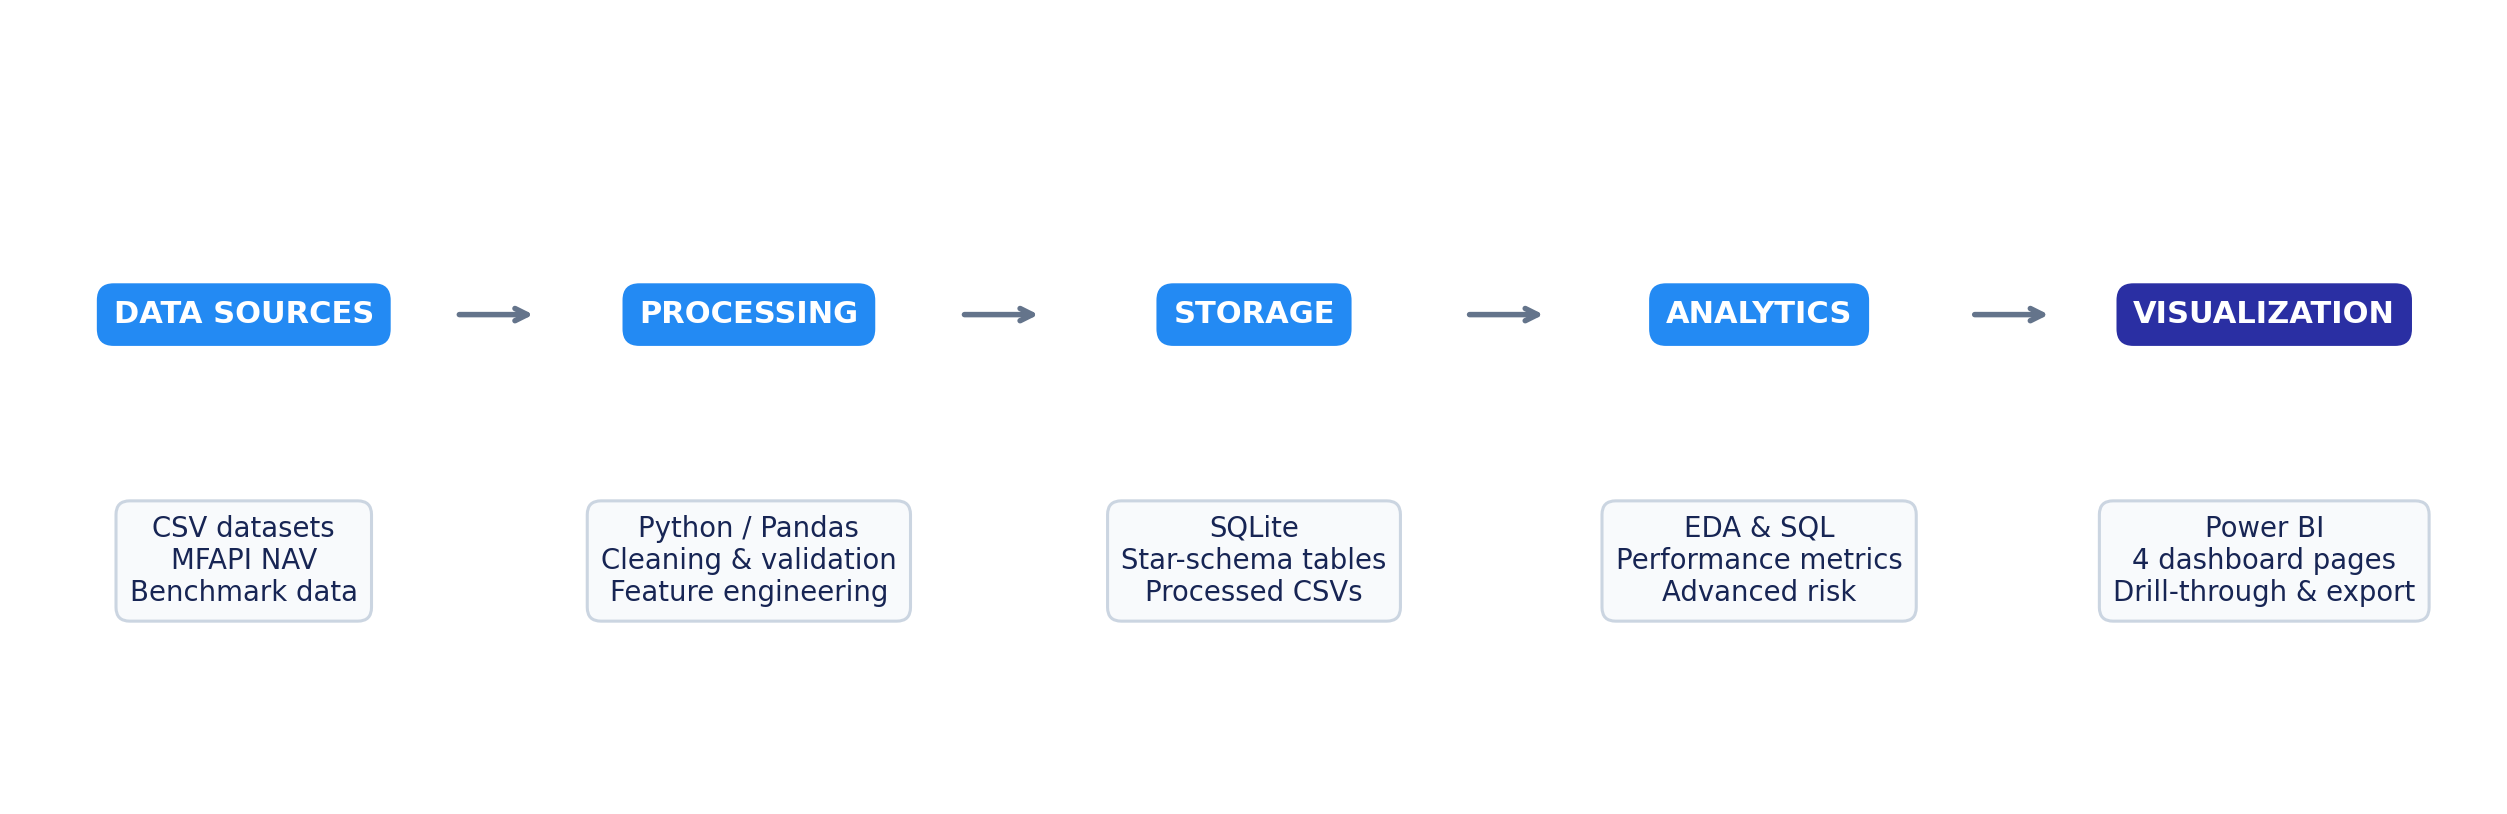 DATA SOURCES
PROCESSING
STORAGE
ANALYTICS
VISUALIZATION
CSV datasets
MFAPI NAV
Benchmark data
Python / Pandas
Cleaning & validation
Feature engineering
SQLite
Star-schema tables
Processed CSVs
EDA & SQL
Performance metrics
Advanced risk
Power BI
4 dashboard pages
Drill-through & export